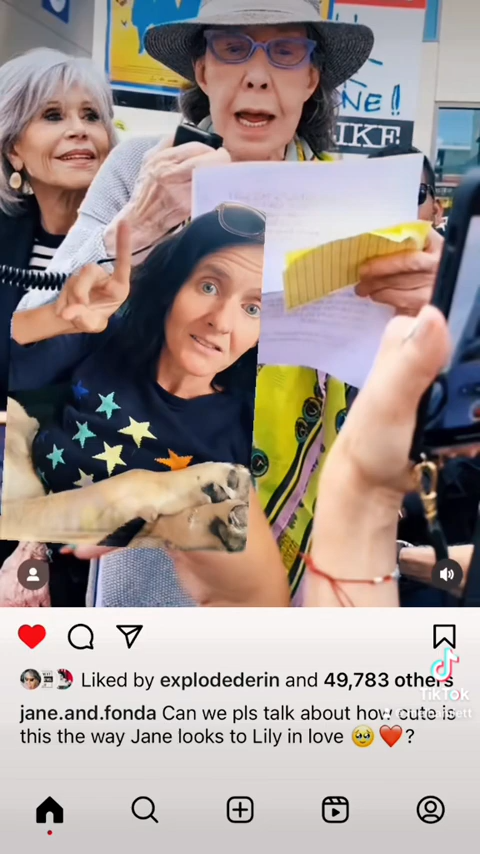 NE!!
IKE
Liked by explodederin and 49,783 others
jane.and.fonda Can we pls talk about how cute is
this the way Jane looks to Lily in love 🥹 ❤️?
TikTok